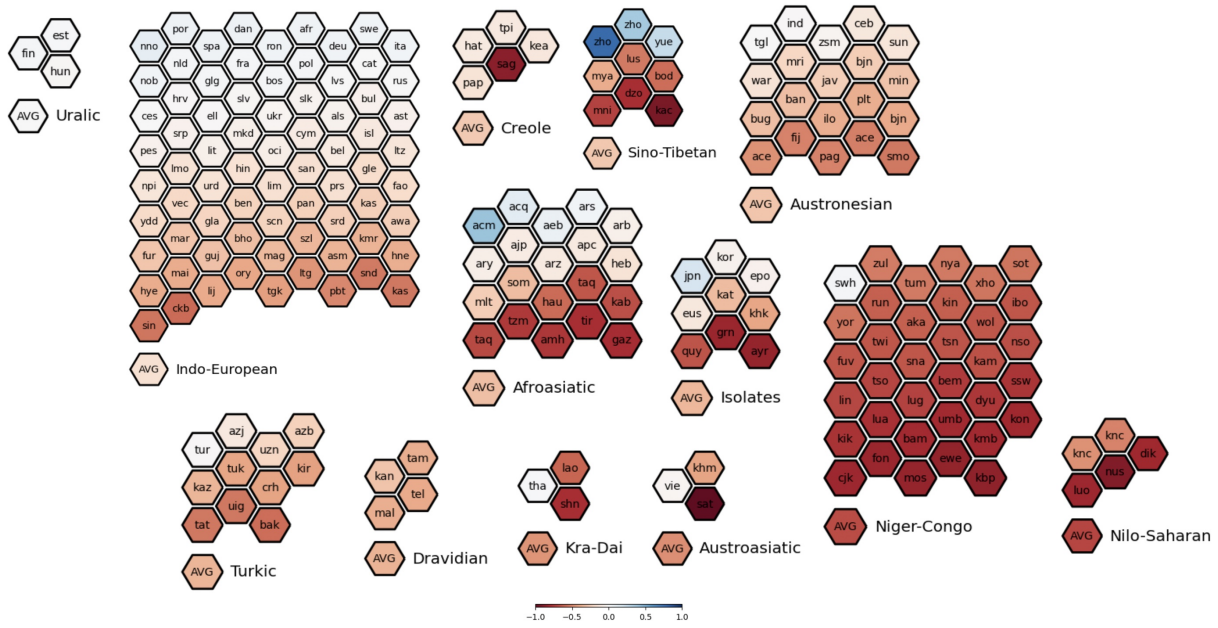 est
fin
hun
AVG Uralic
por dan afr swe
nno spa ron deu ita
nld fra pol cat
nob glg bos lvs rus
hrv slv slk bul
ces ell ukr als ast
srp mkd cym isl
pes lit oci bel ltz
lmo hin san gle
npi urd lim prs fao
vec ben pan kas
ydd gla scn srd awa
mar bho szl kmr
fur guj mag asm hne
mai ory ltg snd
hye lij tgk pbt kas
ckb
sin
AVG Indo-European
tpi
hat kea
sag
pap
AVG Creole
zho
zho yue
lus
mya bod
dzo
mni kac
AVG Sino-Tibetan
ind ceb
tgl zsm sun
mri bjn
war jav min
ban plt
bug ilo bjn
fij ace
ace pag smo
AVG Austronesian
acq ars
acm aeb arb
ajp apc
ary arz heb
som taq
mlt hau kab
tzm tir
taq amh gaz
AVG Afroasiatic
kor
jpn epo
kat
eus khk
grn
quy ayr
AVG Isolates
zul nya sot
swh tum xho
run kin ibo
yor aka wol
twi tsn nso
fuv sna kam
tso bem ssw
lin lug dyu
lua umb kon
kik bam kmb
fon ewe
cjk mos kbp
AVG Niger-Congo
knc
knc dik
nus
luo
AVG Nilo-Saharan
azj azb
tur uzn
tuk kir
kaz crh
uig
tat bak
AVG Turkic
tam
kan
tel
mal
AVG Dravidian
lao
tha
shn
AVG Kra-Dai
khm
vie
sat
AVG Austroasiatic
−1.0 −0.5 0.0 0.5 1.0